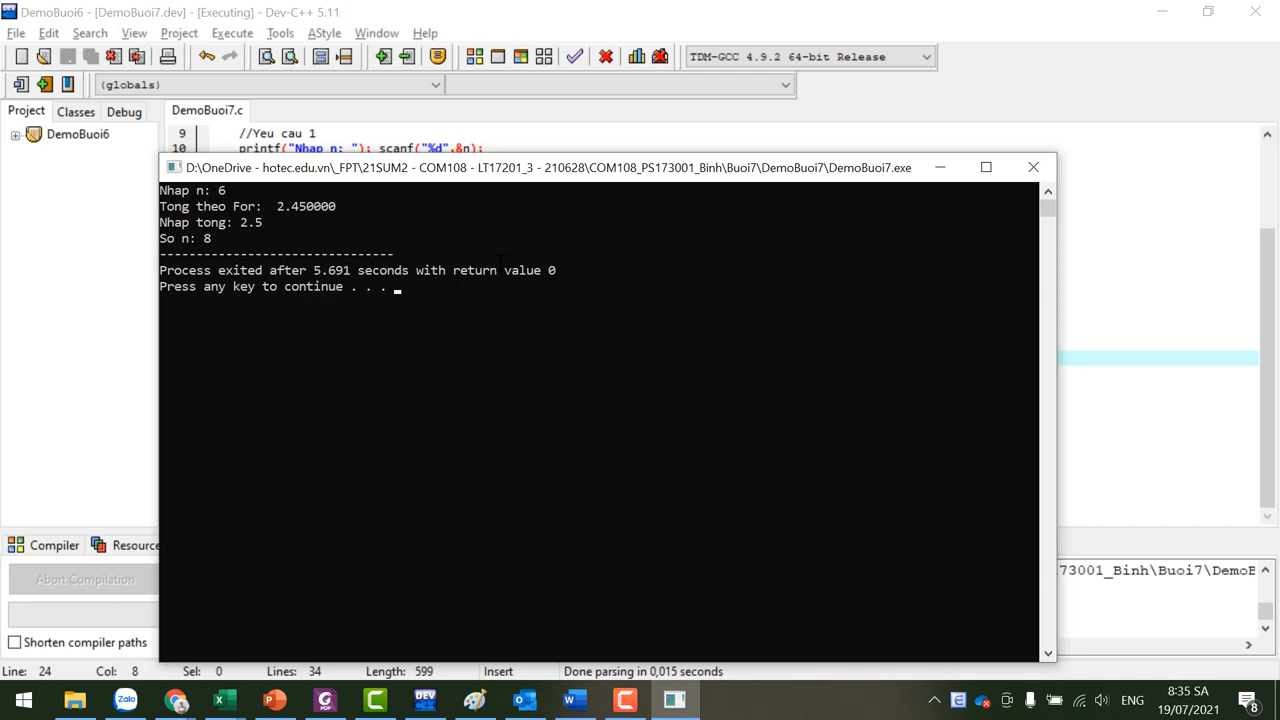 DemoBuoi6 - [DemoBuoi7.dev] - [Executing] - Dev-C++ 5.11
File Edit Search View Project Execute Tools AStyle Window Help
TDM-GCC 4.9.2 64-bit Release
(globals)
Project Classes Debug
DemoBuoi7.c
DemoBuoi6
9 //Yeu cau 1
10 printf("Nhap n: "); scanf("%d",&n);
D:\OneDrive - hotec.edu.vn\_FPT\21SUM2 - COM108 - LT17201_3 - 210628\COM108_PS173001_Binh\Buoi7\DemoBuoi7\DemoBuoi7.exe
Nhap n: 6
Tong theo For:  2.450000
Nhap tong: 2.5
So n: 8
--------------------------------
Process exited after 5.691 seconds with return value 0
Press any key to continue . . .
Compiler Resource
Abort Compilation
73001_Binh\Buoi7\DemoB
Shorten compiler paths
Line: 24 Col: 8 Sel: 0 Lines: 34 Length: 599 Insert Done parsing in 0,015 seconds
Zalo
PDF
DEV
ENG
8:35 SA
19/07/2021
8